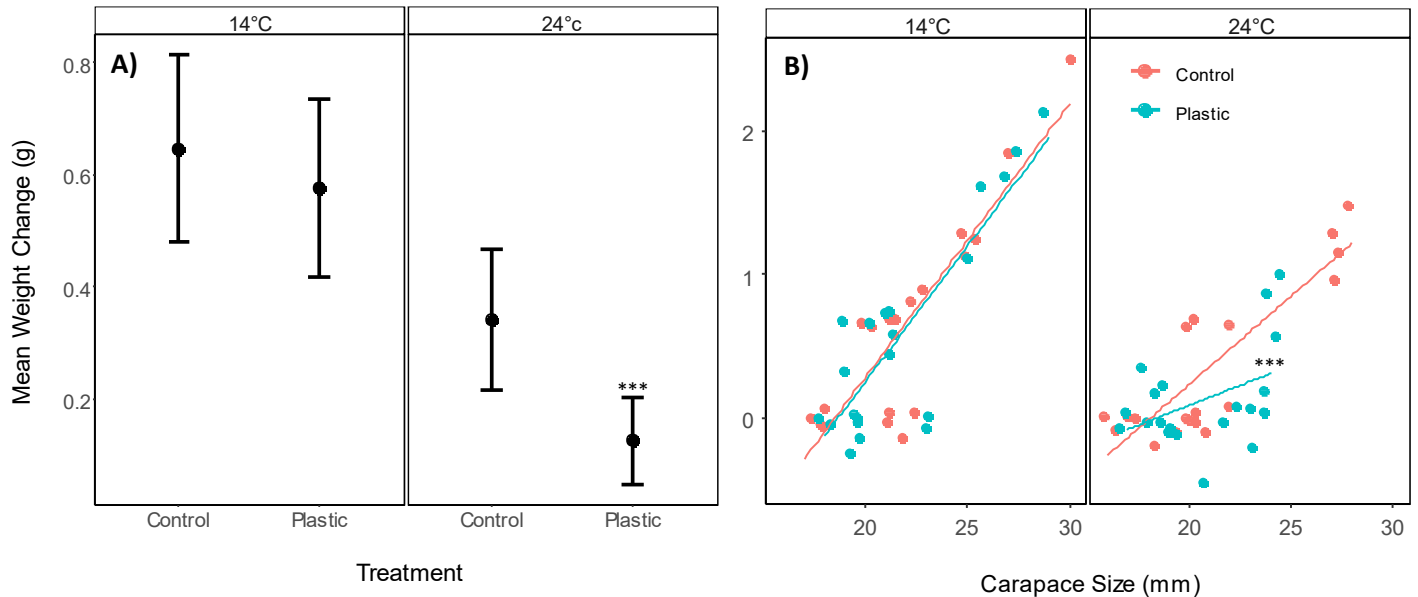 14°C
24°c
A)
0.8
0.6
0.4
0.2
Mean Weight Change (g)
***
Control
Plastic
Control
Plastic
Treatment
14°C
24°C
B)
Control
Plastic
2
1
0
***
20
25
30
20
25
30
Carapace Size (mm)